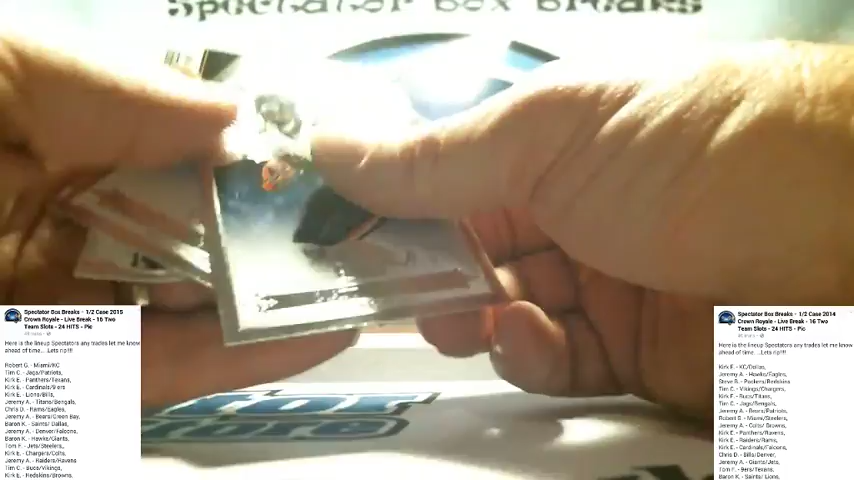 Spectator Box Breaks
Spectator Box Breaks - 1/2 Case 2015
Crown Royale - Live Break - 16 Two
Team Slots - 24 HITS - Pic
Here is the lineup Spectators any trades let me know
ahead of time....Lets rip!!!!
Robert G. - Miami/KC
Tim C. - Jags/Patriots,
Kirk E. - Panthers/Texans,
Kirk E. - Cardinals/9ers
Kirk E. - Lions/Bills,
Jeremy A. - Titans/Bengals,
Chris D. - Rams/Eagles,
Jeremy A. - Bears/Green Bay,
Baron K. - Saints/ Dallas,
Jeremy A. - Denver/Falcons,
Baron K. - Hawks/Giants,
Tom F. - Jets/Steelers,
Kirk E. - Chargers/Colts,
Jeremy A. - Raiders/Ravens
Tim C. - Bucs/Vikings,
Kirk E. - Redskins/Browns,
Spectator Box Breaks - 1/2 Case 2014
Crown Royale - Live Break - 16 Two
Team Slots - 24 HITS - Pic
Here is the lineup Spectators any trades let me know
ahead of time....Lets rip!!!!
Kirk E. - KC/Dallas,
Jeremy A. - Hawks/Eagles,
Steve B. - Packers/Redskins
Tim C. - Vikings/Chargers,
Kirk F. - Bucs/Titans,
Tim C. - Jags/Bengals,
Jeremy A. - Bears/Patriots,
Robert G. - Miami/Steelers,
Jeremy A. - Colts/ Browns,
Kirk E. - Panthers/Ravens,
Kirk E. - Raiders/Rams,
Kirk E. - Cardinals/Falcons,
Chris D. - Bills/Denver,
Jeremy A. - Giants/Jets,
Tom F. - 9ers/Texans,
Baron K. - Saints/ Lions,